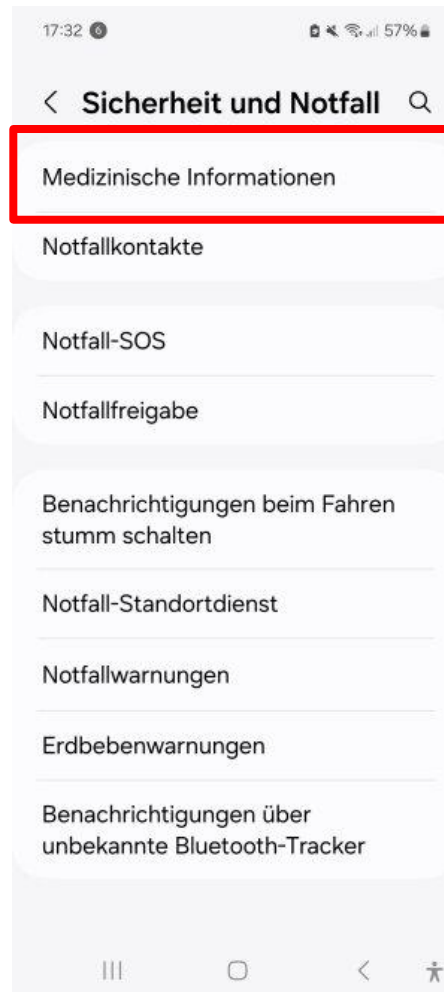 17:32 6 57%
Sicherheit und Notfall
Medizinische Informationen
Notfallkontakte
Notfall-SOS
Notfallfreigabe
Benachrichtigungen beim Fahren
stumm schalten
Notfall-Standortdienst
Notfallwarnungen
Erdbebenwarnungen
Benachrichtigungen über
unbekannte Bluetooth-Tracker